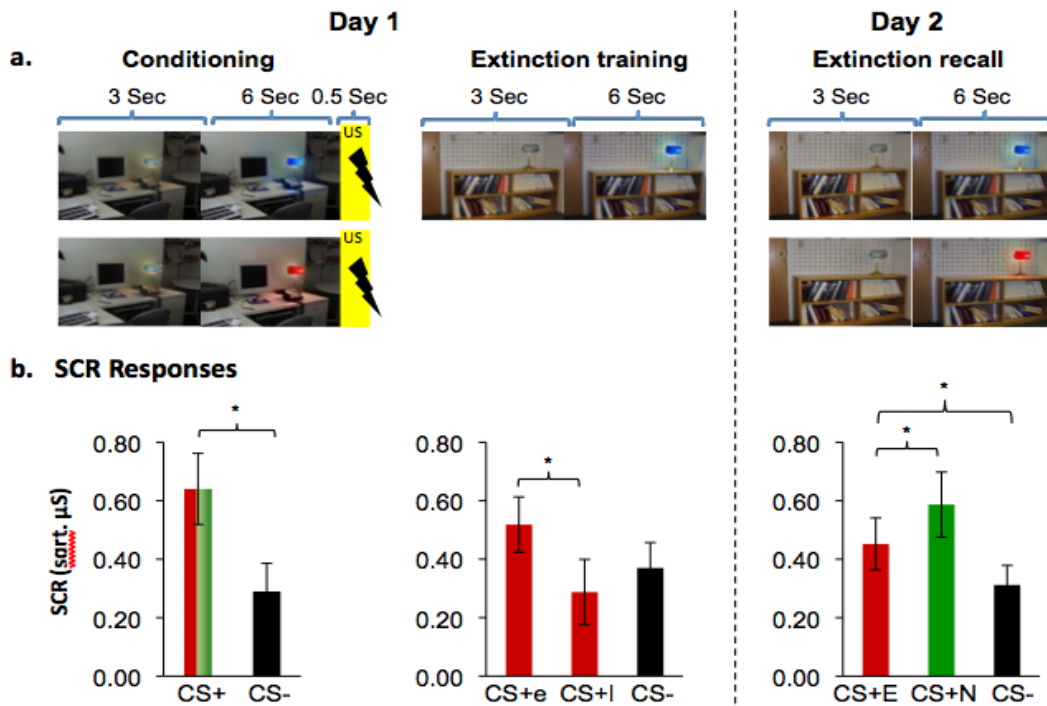 Day 1
Day 2
a.
Conditioning
Extinction training
Extinction recall
3 Sec 6 Sec 0.5 Sec
3 Sec 6 Sec
3 Sec 6 Sec
US
US
b. SCR Responses
*
*
*
*
SCR (sqrt. µS)
0.80
0.60
0.40
0.20
0.00
CS+ CS-
0.80
0.60
0.40
0.20
0.00
CS+e CS+l CS-
0.80
0.60
0.40
0.20
0.00
CS+E CS+N CS-